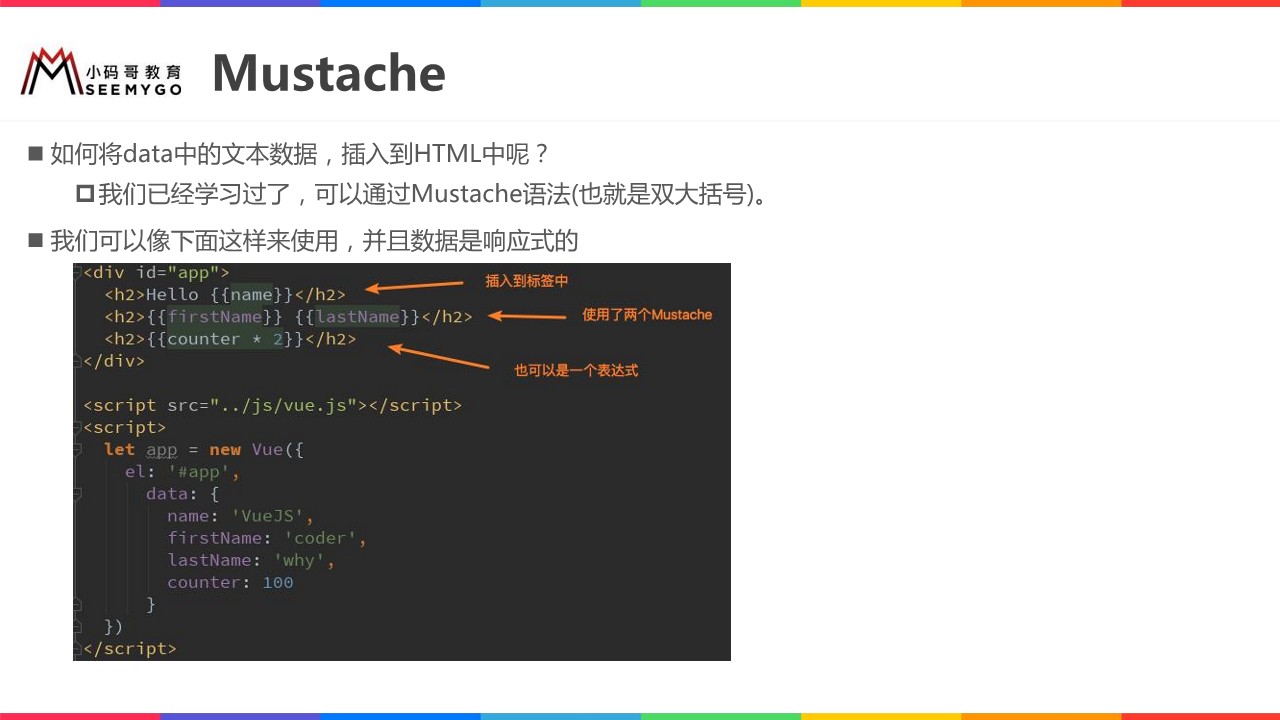 小码哥教育
SEEMYGO
Mustache
如何将data中的文本数据，插入到HTML中呢？
我们已经学习过了，可以通过Mustache语法(也就是双大括号)。
我们可以像下面这样来使用，并且数据是响应式的
<div id="app">
<h2>Hello {{name}}</h2>
插入到标签中
<h2>{{firstName}} {{lastName}}</h2>
使用了两个Mustache
<h2>{{counter * 2}}</h2>
</div>
也可以是一个表达式
<script src="../js/vue.js"></script>
<script>
let app = new Vue({
el: '#app',
data: {
name: 'VueJS',
firstName: 'coder',
lastName: 'why',
counter: 100
}
})
</script>